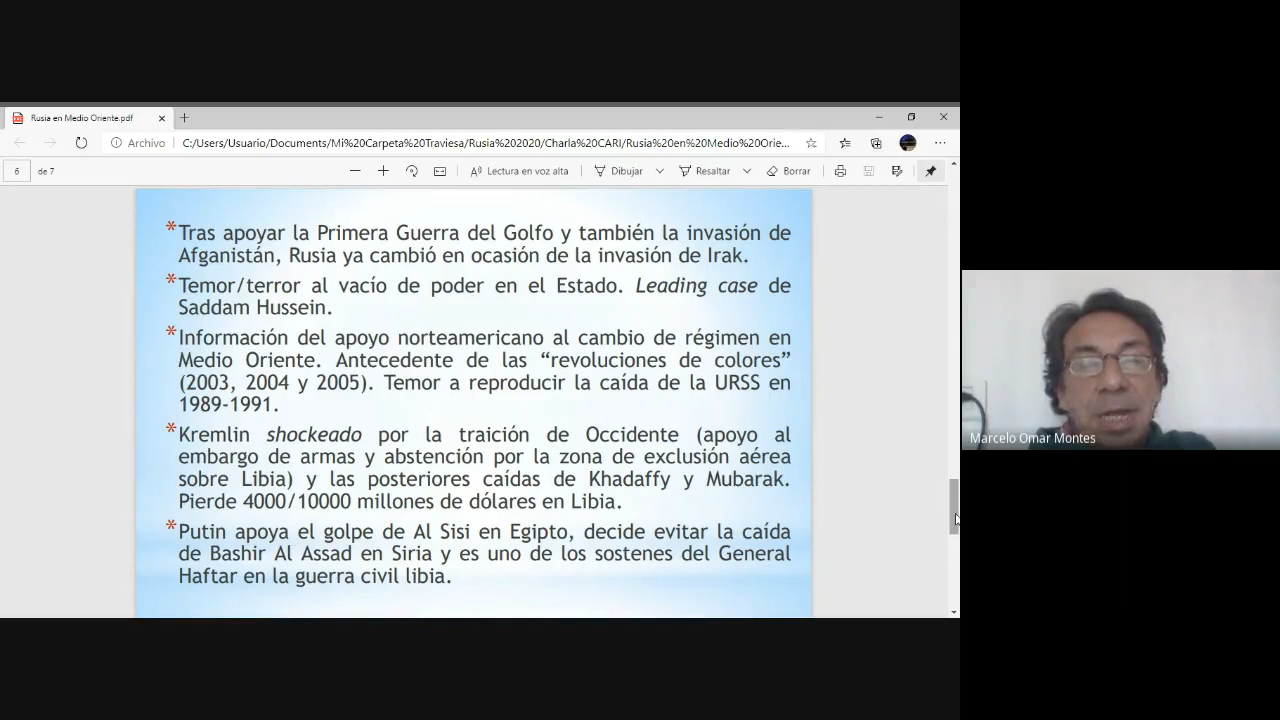 Rusia en Medio Oriente.pdf
Archivo
C:/Users/Usuario/Documents/Mi%20Carpeta%20Traviesa/Rusia%202020/Charla%20CARI/Rusia%20en%20Medio%20Orie...
6 de 7
Lectura en voz alta
Dibujar
Resaltar
Borrar
*Tras apoyar la Primera Guerra del Golfo y también la invasión de
Afganistán, Rusia ya cambió en ocasión de la invasión de Irak.
*Temor/terror al vacío de poder en el Estado. Leading case de
Saddam Hussein.
*Información del apoyo norteamericano al cambio de régimen en
Medio Oriente. Antecedente de las “revoluciones de colores”
(2003, 2004 y 2005). Temor a reproducir la caída de la URSS en
1989-1991.
*Kremlin shockeado por la traición de Occidente (apoyo al
embargo de armas y abstención por la zona de exclusión aérea
sobre Libia) y las posteriores caídas de Khadaffy y Mubarak.
Pierde 4000/10000 millones de dólares en Libia.
*Putin apoya el golpe de Al Sisi en Egipto, decide evitar la caída
de Bashir Al Assad en Siria y es uno de los sostenes del General
Haftar en la guerra civil libia.
Marcelo Omar Montes